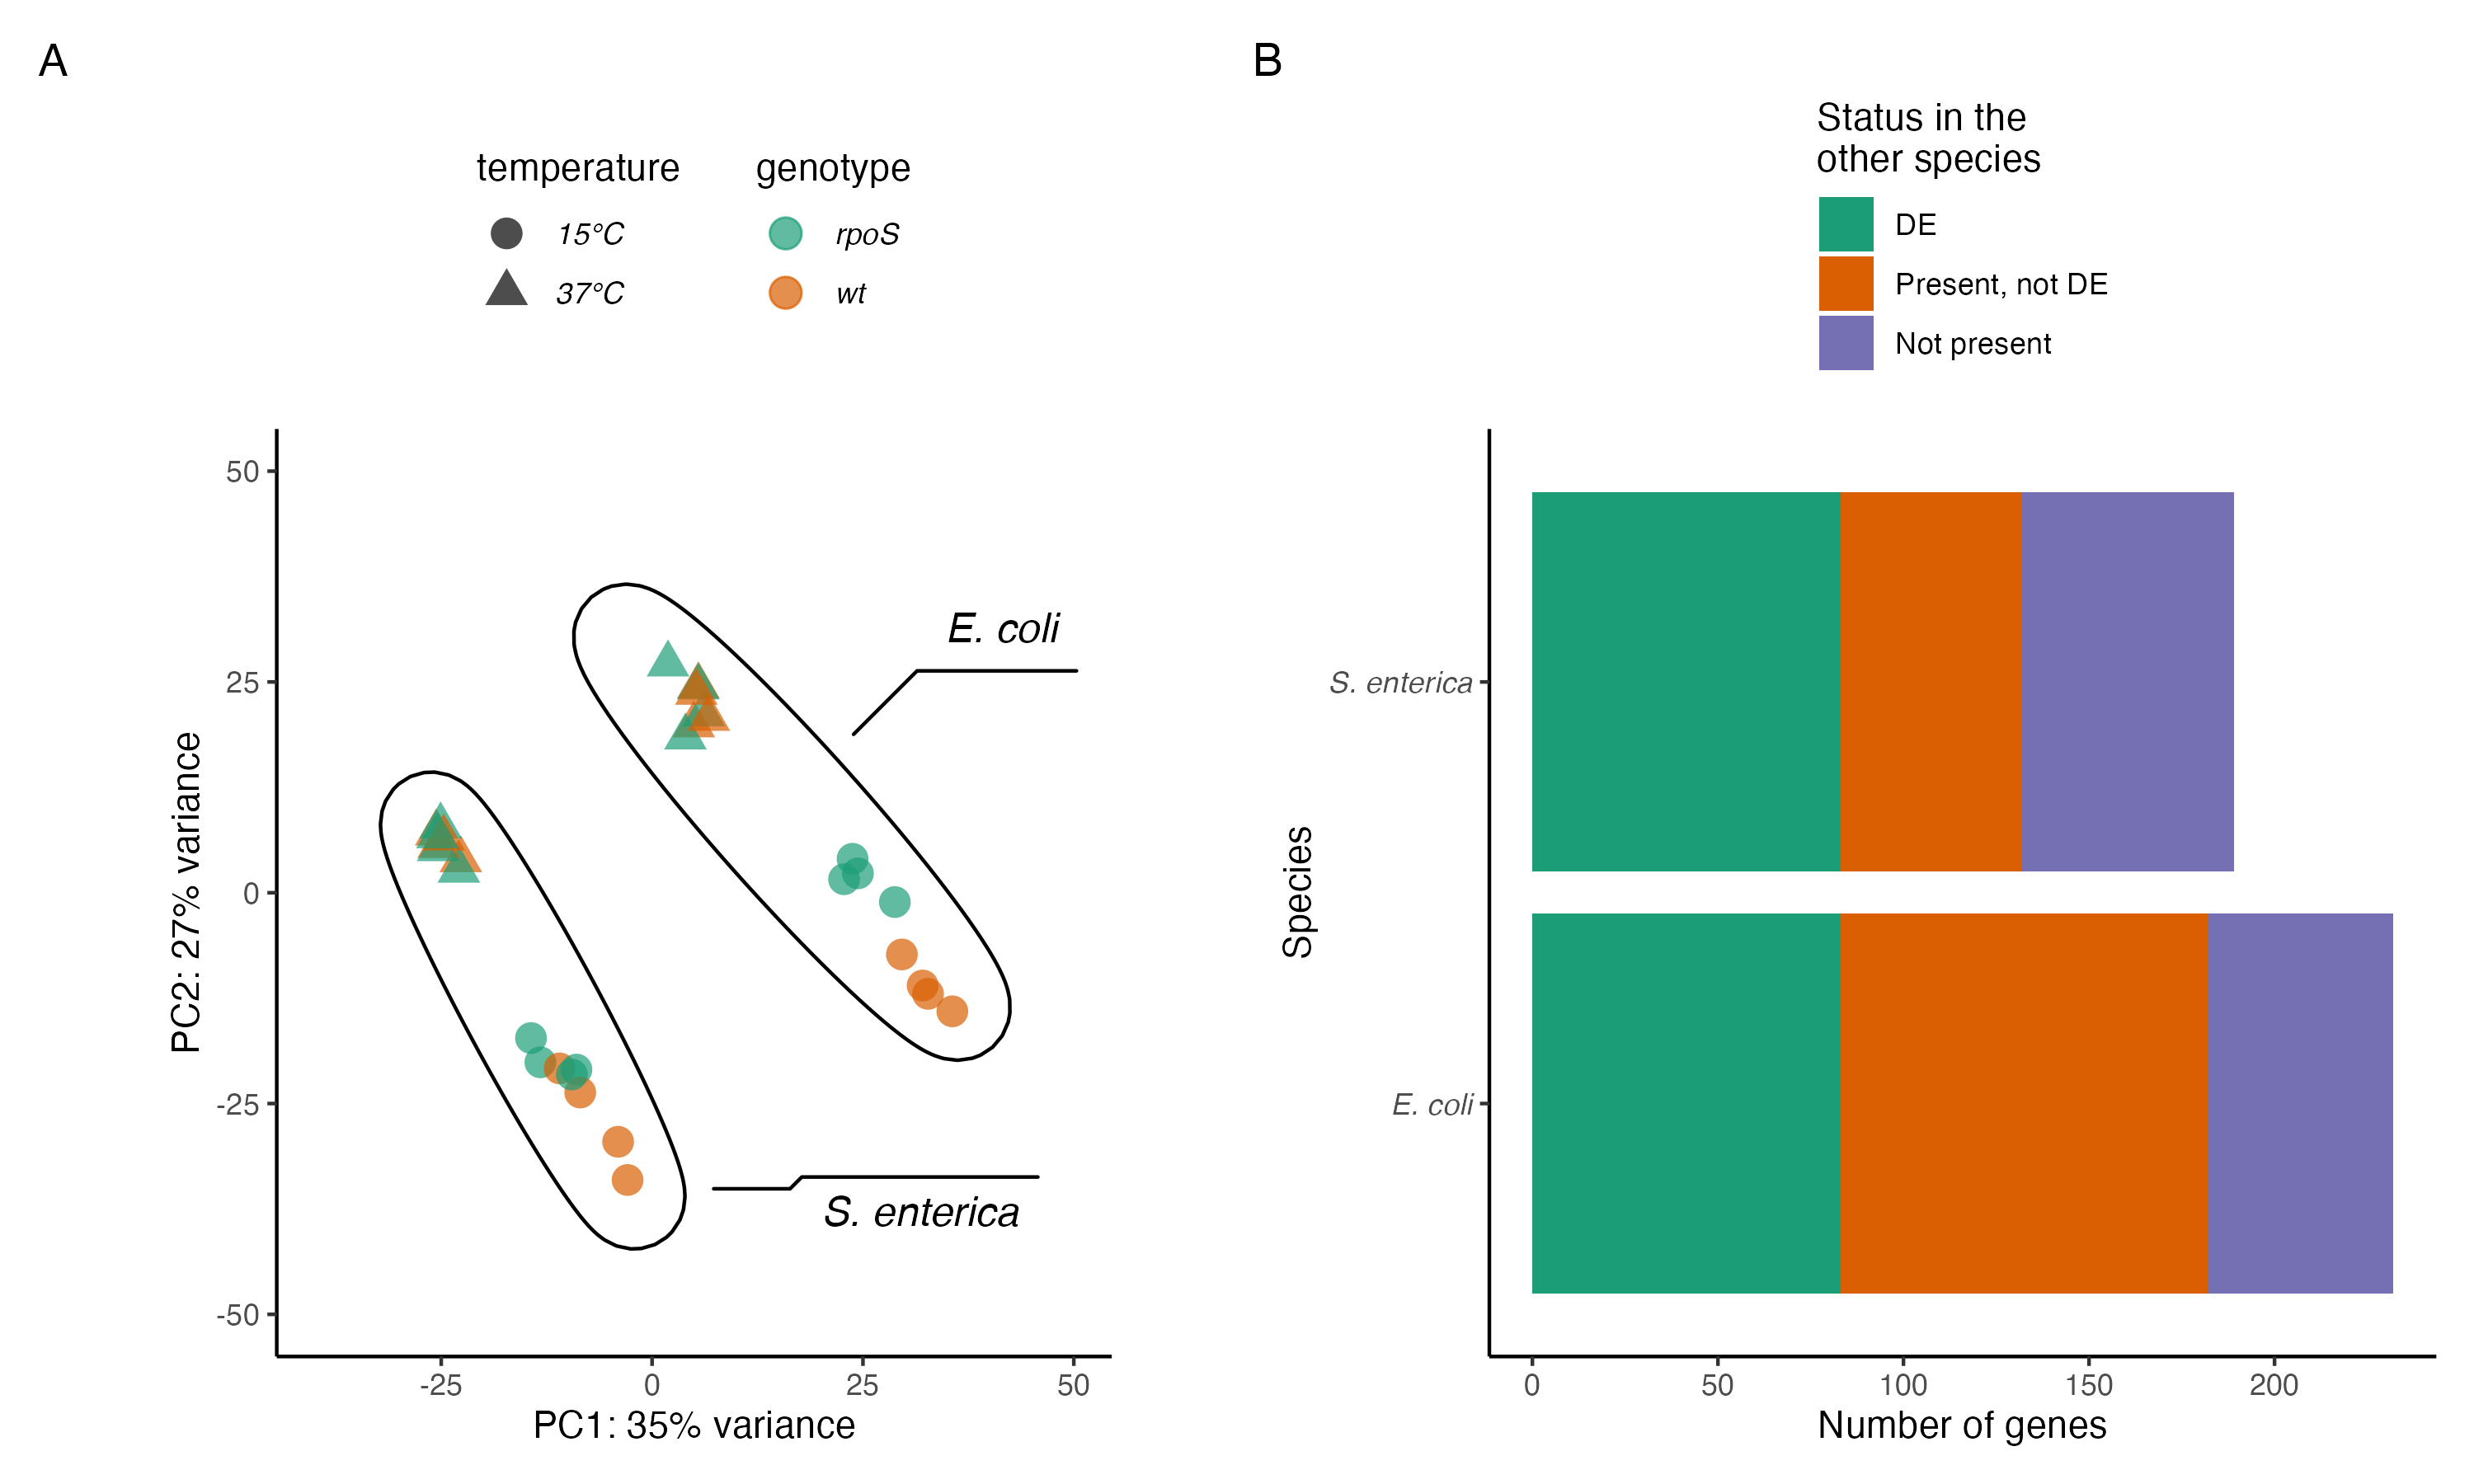 A
temperature
15°C
37°C
genotype
rpoS
wt
PC2: 27% variance
50
25
0
-25
-50
E. coli
S. enterica
-25
0
25
50
PC1: 35% variance
B
Status in the
other species
DE
Present, not DE
Not present
Species
S. enterica
E. coli
0
50
100
150
200
Number of genes